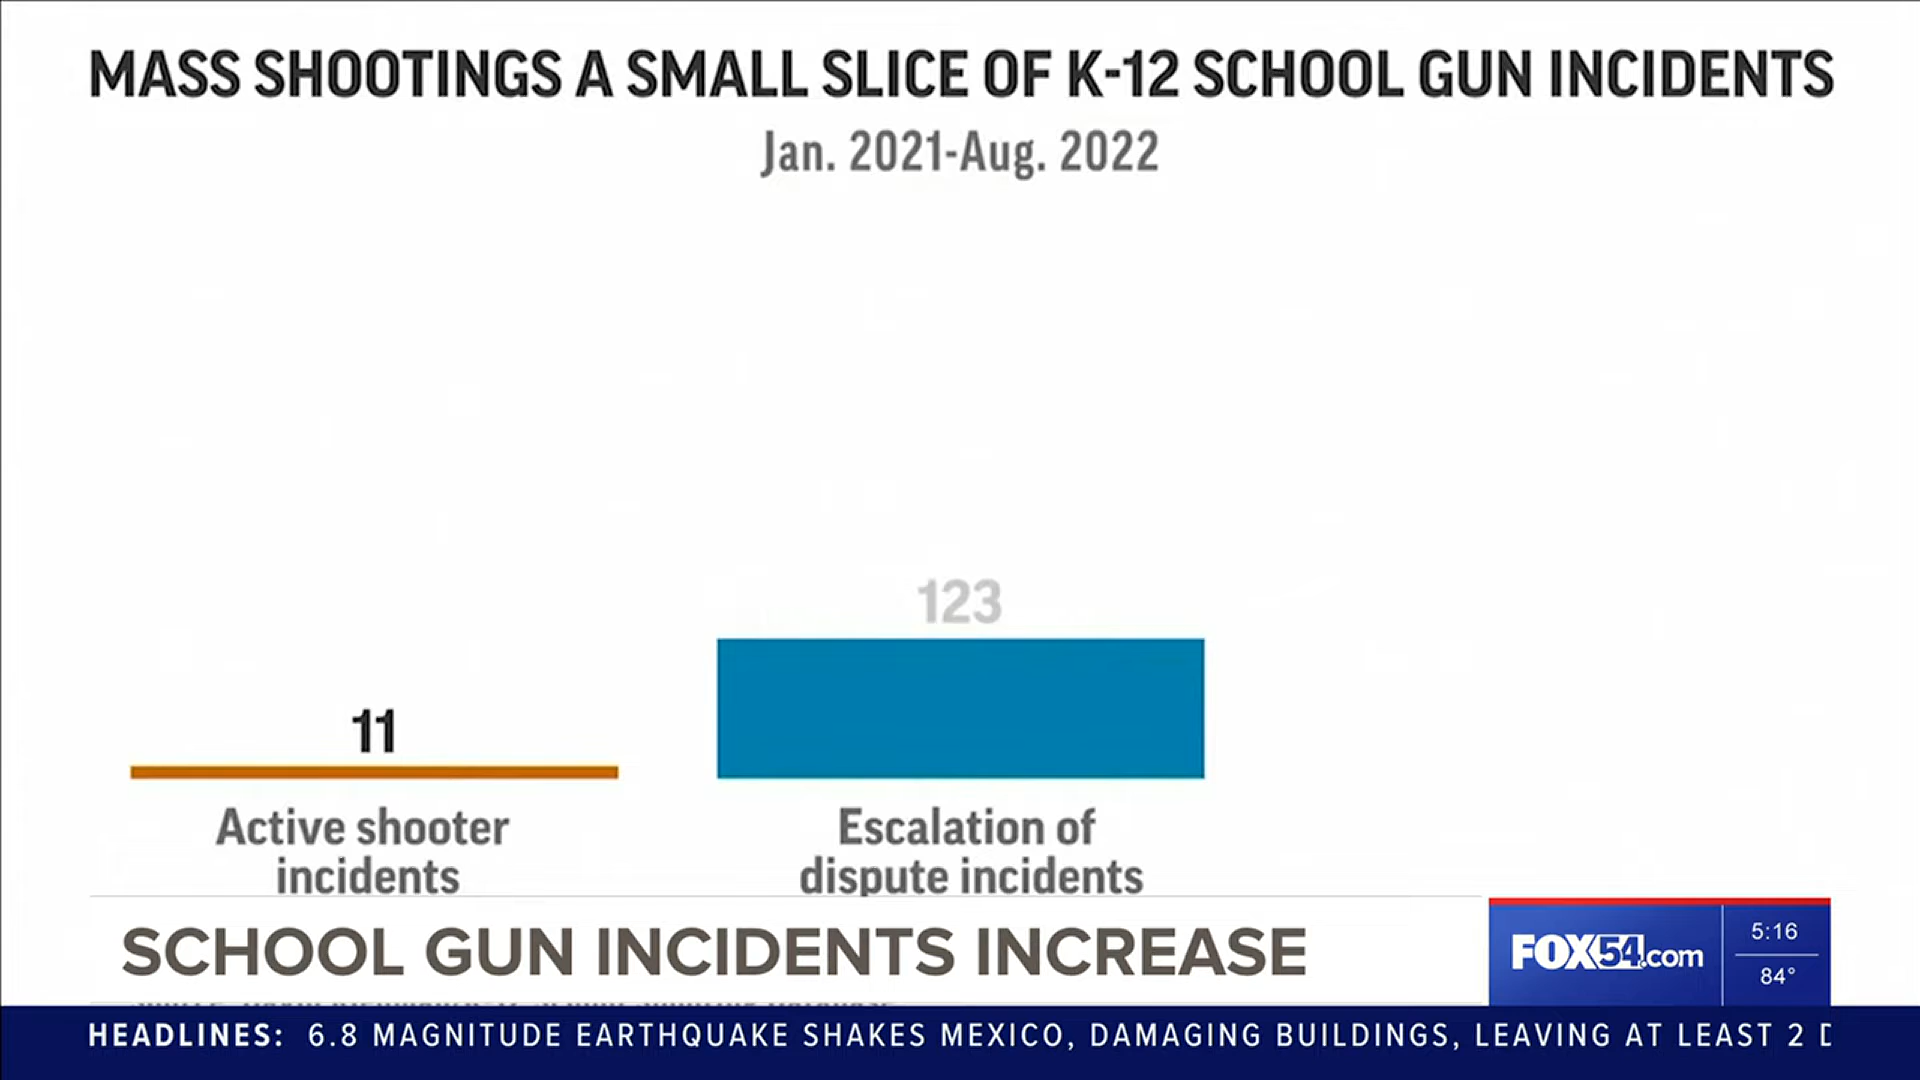 MASS SHOOTINGS A SMALL SLICE OF K-12 SCHOOL GUN INCIDENTS
Jan. 2021-Aug. 2022
123
11
Active shooter
incidents
Escalation of
dispute incidents
SCHOOL GUN INCIDENTS INCREASE
FOX54.com
5:16
84°
HEADLINES: 6.8 MAGNITUDE EARTHQUAKE SHAKES MEXICO, DAMAGING BUILDINGS, LEAVING AT LEAST 2